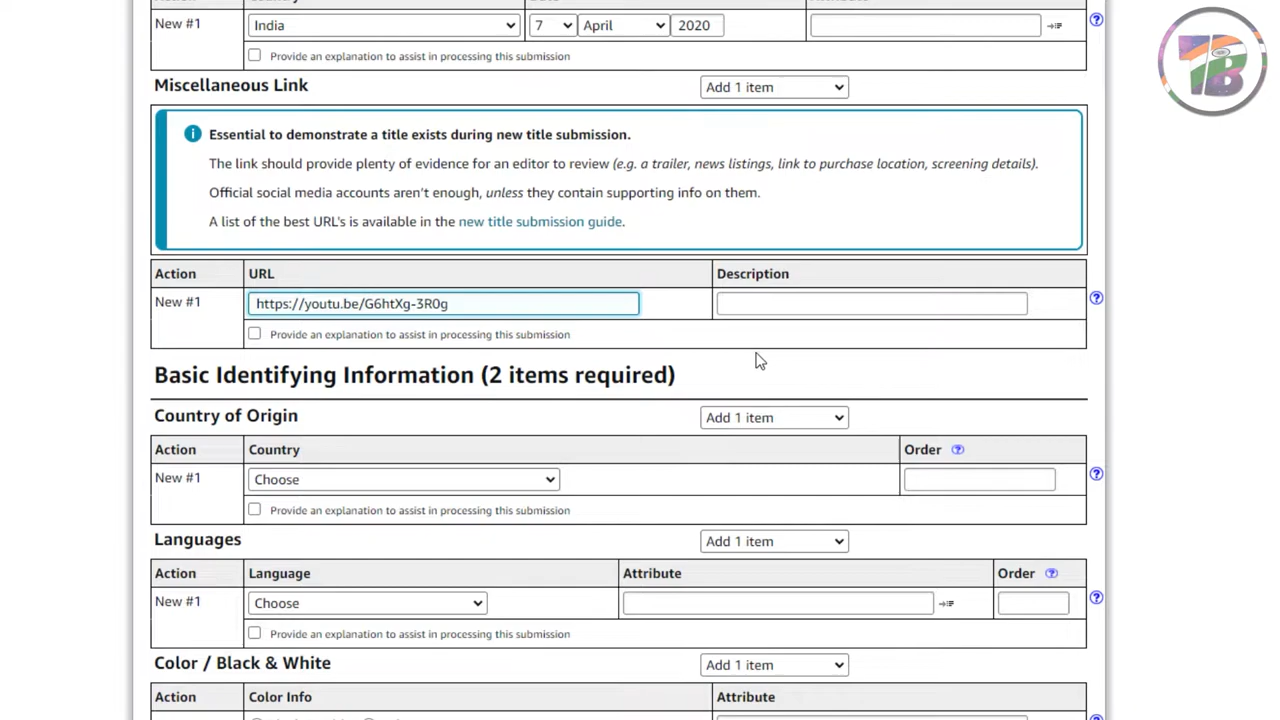 New #1 India 7 April 2020
Provide an explanation to assist in processing this submission
Miscellaneous Link Add 1 item
Essential to demonstrate a title exists during new title submission.
The link should provide plenty of evidence for an editor to review (e.g. a trailer, news listings, link to purchase location, screening details).
Official social media accounts aren't enough, unless they contain supporting info on them.
A list of the best URL's is available in the new title submission guide.
Action URL Description
New #1 https://youtu.be/G6htXg-3R0g
Provide an explanation to assist in processing this submission
Basic Identifying Information (2 items required)
Country of Origin Add 1 item
Action Country Order
New #1 Choose
Provide an explanation to assist in processing this submission
Languages Add 1 item
Action Language Attribute Order
New #1 Choose
Provide an explanation to assist in processing this submission
Color / Black & White Add 1 item
Action Color Info Attribute